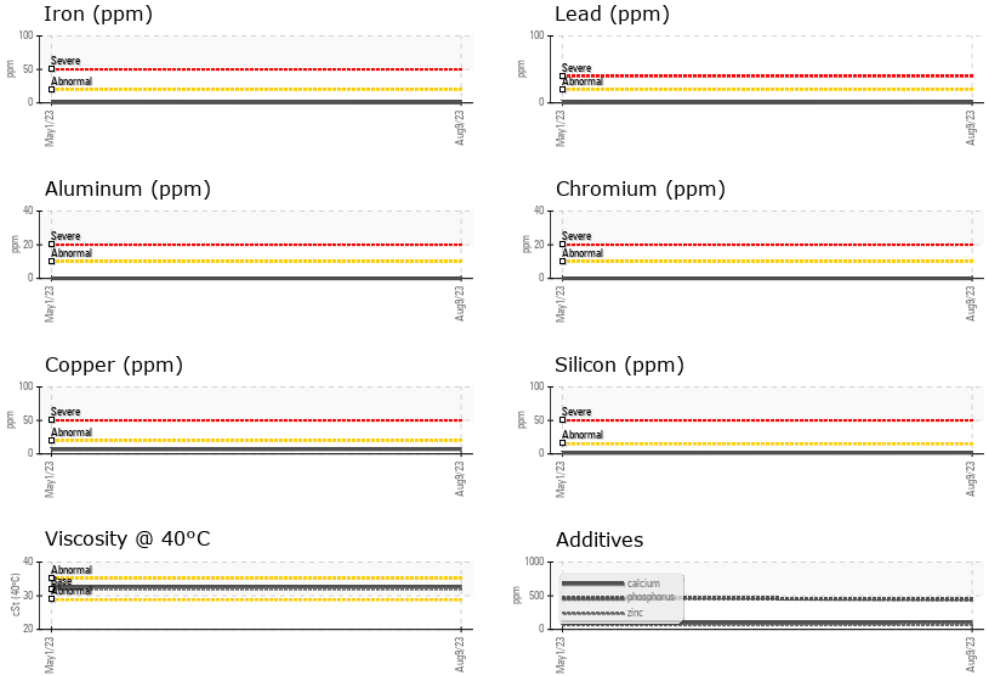 Iron (ppm)
100
50
0
ppm
Severe
Abnormal
May1/23
Aug9/23
Lead (ppm)
100
50
0
ppm
Severe
Abnormal
May1/23
Aug9/23
Aluminum (ppm)
40
20
0
ppm
Severe
Abnormal
May1/23
Aug9/23
Chromium (ppm)
40
20
0
ppm
Severe
Abnormal
May1/23
Aug9/23
Copper (ppm)
100
50
0
ppm
Severe
Abnormal
May1/23
Aug9/23
Silicon (ppm)
100
50
0
ppm
Severe
Abnormal
May1/23
Aug9/23
Viscosity @ 40°C
40
30
20
cSt (40°C)
Abnormal
Base
Abnormal
May1/23
Aug9/23
Additives
1000
500
0
ppm
calcium
phosphorus
zinc
May1/23
Aug9/23